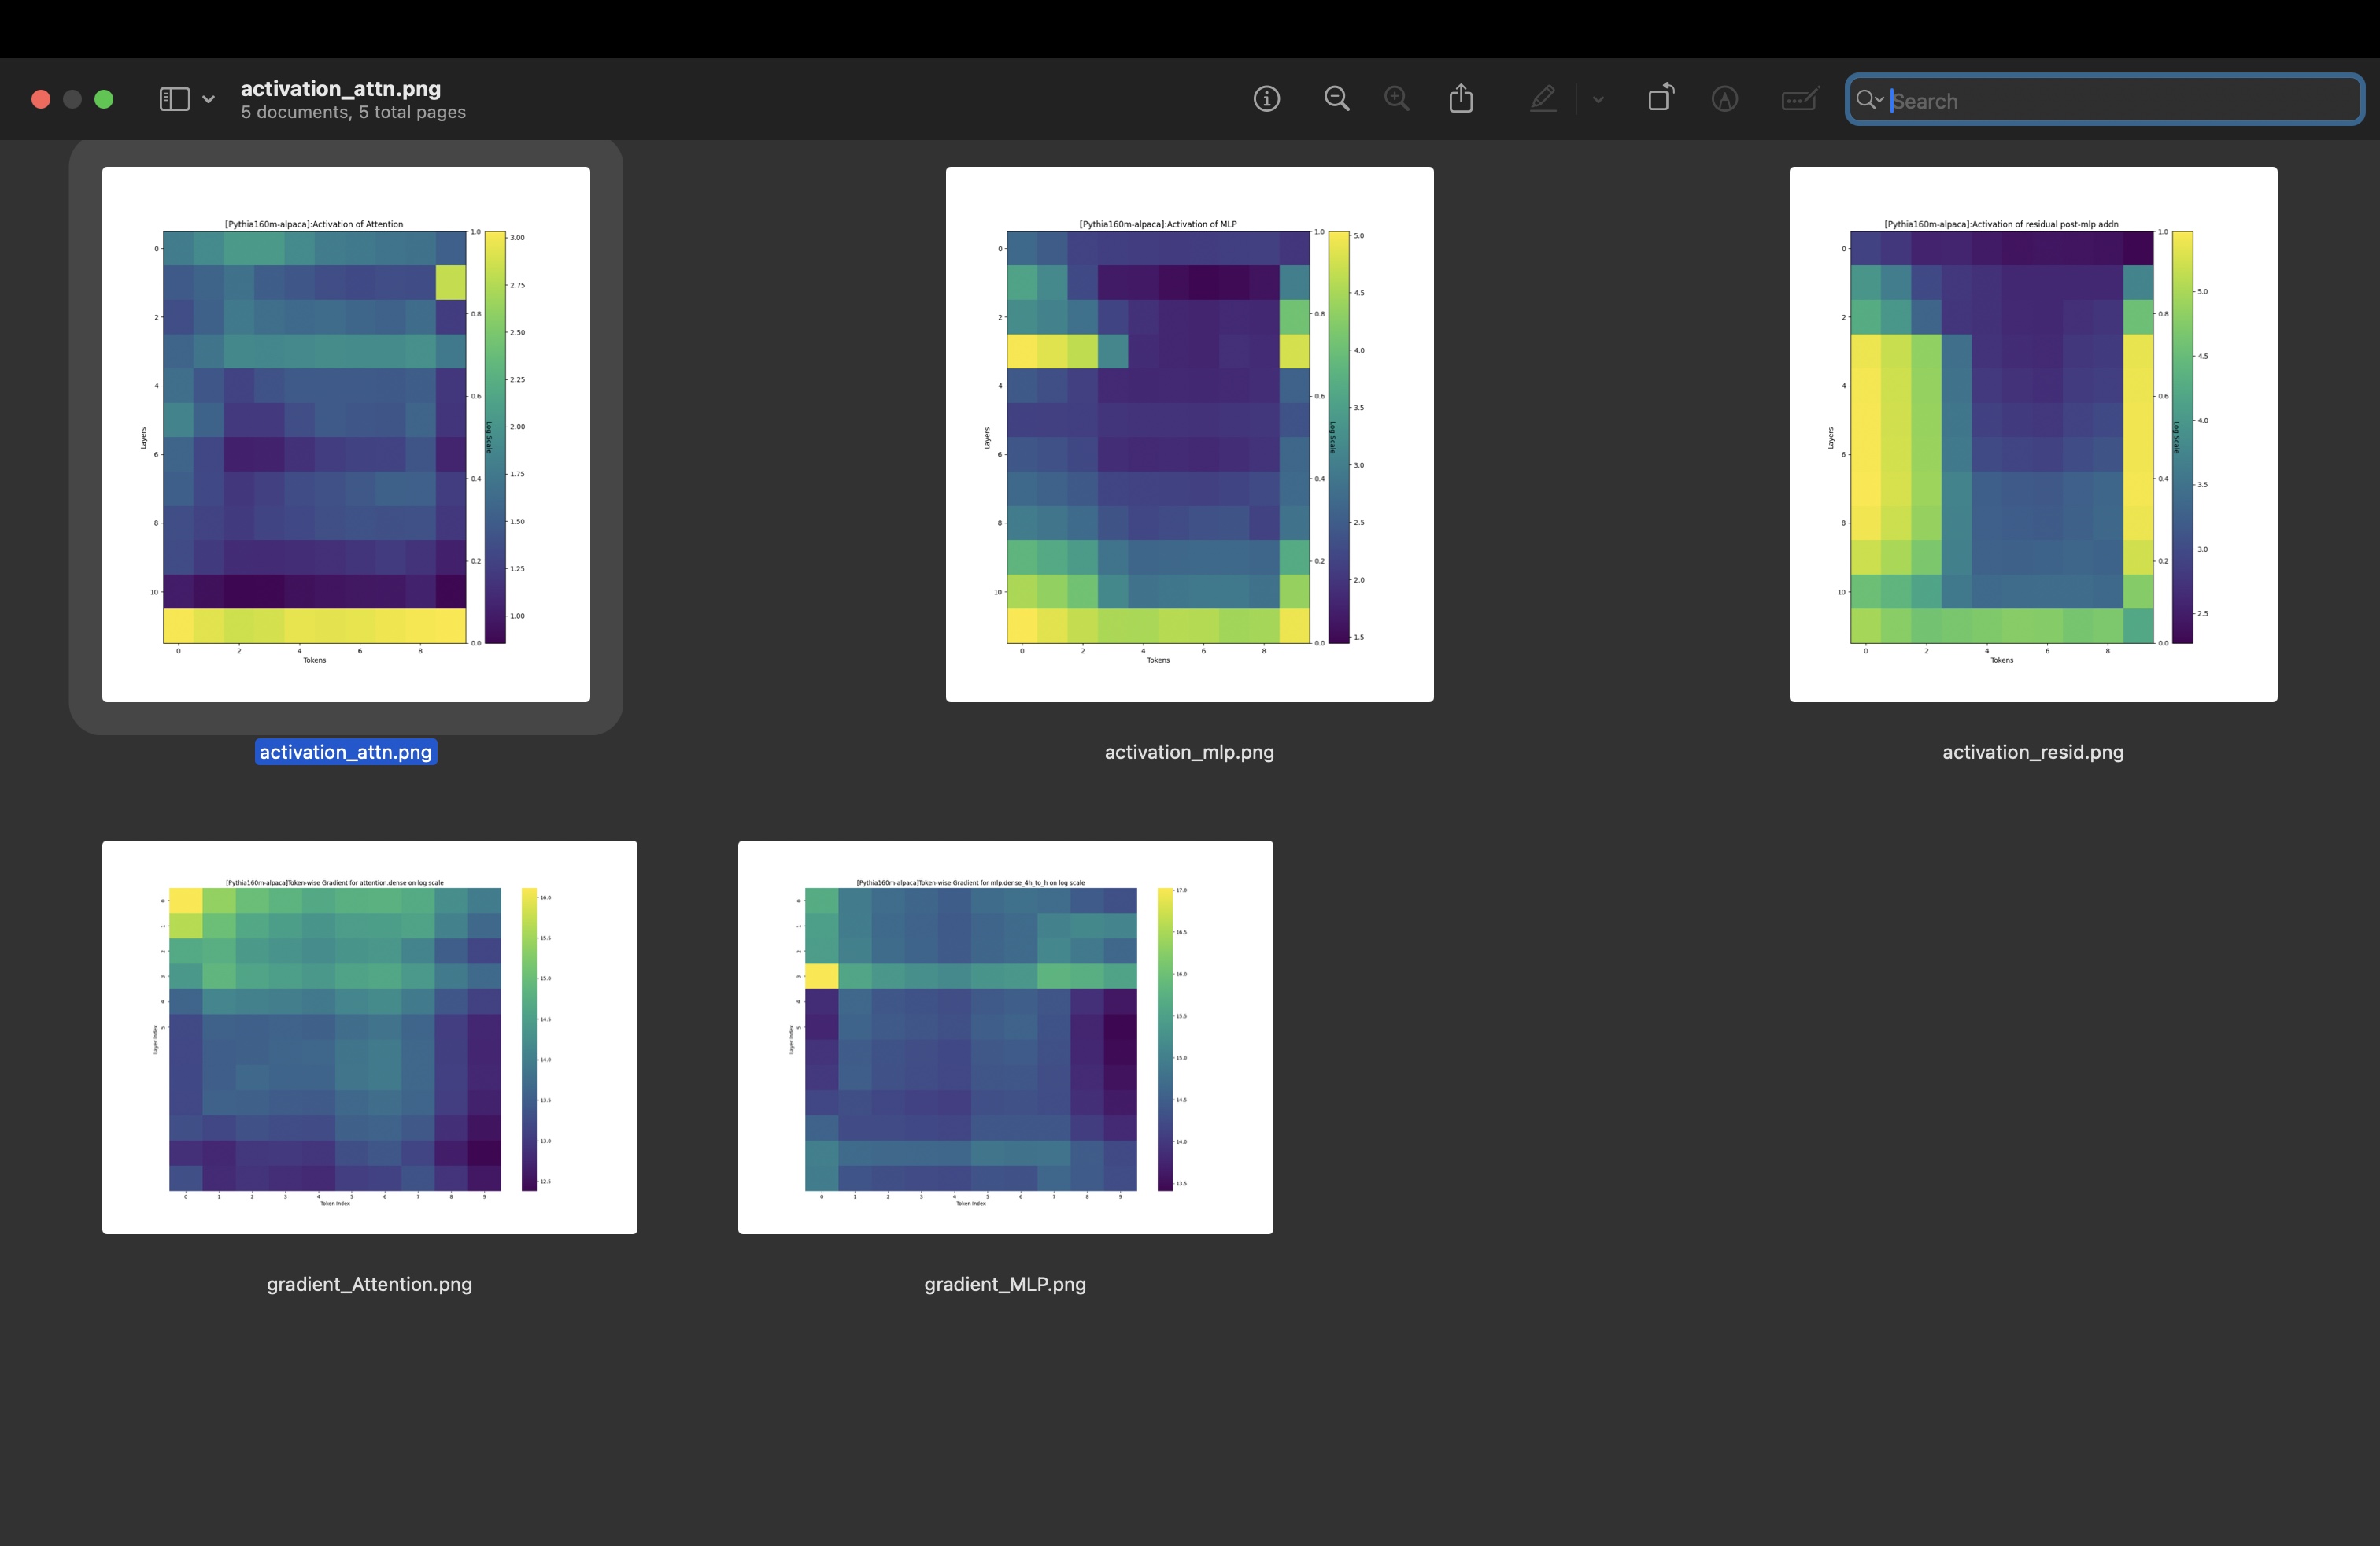 activation_attn.png
5 documents, 5 total pages
Search
[Pythia160m-alpaca]:Activation of Attention
0
2
4
6
8
10
Layers
0 2 4 6 8
Tokens
1.0
0.8
0.6
0.4
0.2
0.0
Log Scale
3.00
2.75
2.50
2.25
2.00
1.75
1.50
1.25
1.00
activation_attn.png
[Pythia160m-alpaca]:Activation of MLP
0
2
4
6
8
10
Layers
0 2 4 6 8
Tokens
1.0
0.8
0.6
0.4
0.2
0.0
Log Scale
5.0
4.5
4.0
3.5
3.0
2.5
2.0
1.5
activation_mlp.png
[Pythia160m-alpaca]:Activation of residual post-mlp addn
0
2
4
6
8
10
Layers
0 2 4 6 8
Tokens
1.0
0.8
0.6
0.4
0.2
0.0
Log Scale
5.0
4.5
4.0
3.5
3.0
2.5
activation_resid.png
[Pythia160m-alpaca]Token-wise Gradient for attention.dense on log scale
0
1
2
3
4
5
Layer Index
0 1 2 3 4 5 6 7 8 9
Token Index
16.0
15.5
15.0
14.5
14.0
13.5
13.0
12.5
gradient_Attention.png
[Pythia160m-alpaca]Token-wise Gradient for mlp.dense_4h_to_h on log scale
0
1
2
3
4
5
Layer Index
0 1 2 3 4 5 6 7 8 9
Token Index
17.0
16.5
16.0
15.5
15.0
14.5
14.0
13.5
gradient_MLP.png